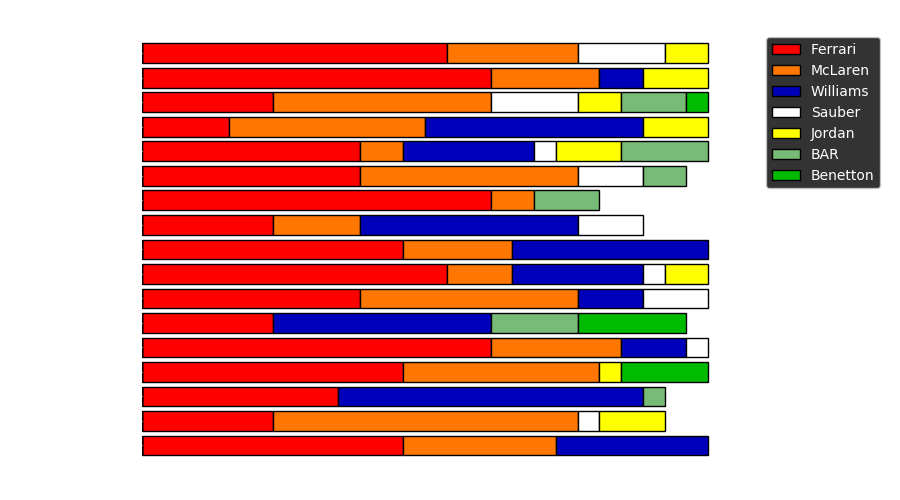 Ferrari
McLaren
Williams
Sauber
Jordan
BAR
Benetton